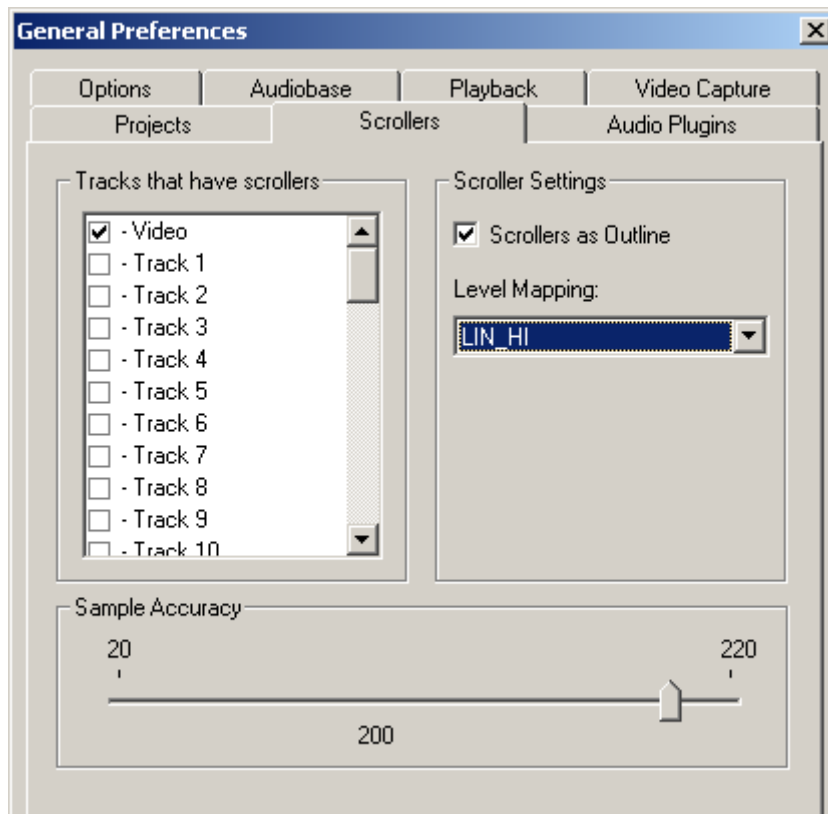 General Preferences
Options Audiobase Playback Video Capture
Projects Scrollers Audio Plugins
Tracks that have scrollers
- Video
- Track 1
- Track 2
- Track 3
- Track 4
- Track 5
- Track 6
- Track 7
- Track 8
- Track 9
- Track 10
Scroller Settings
Scrollers as Outline
Level Mapping:
LIN_HI
Sample Accuracy
20 220
200